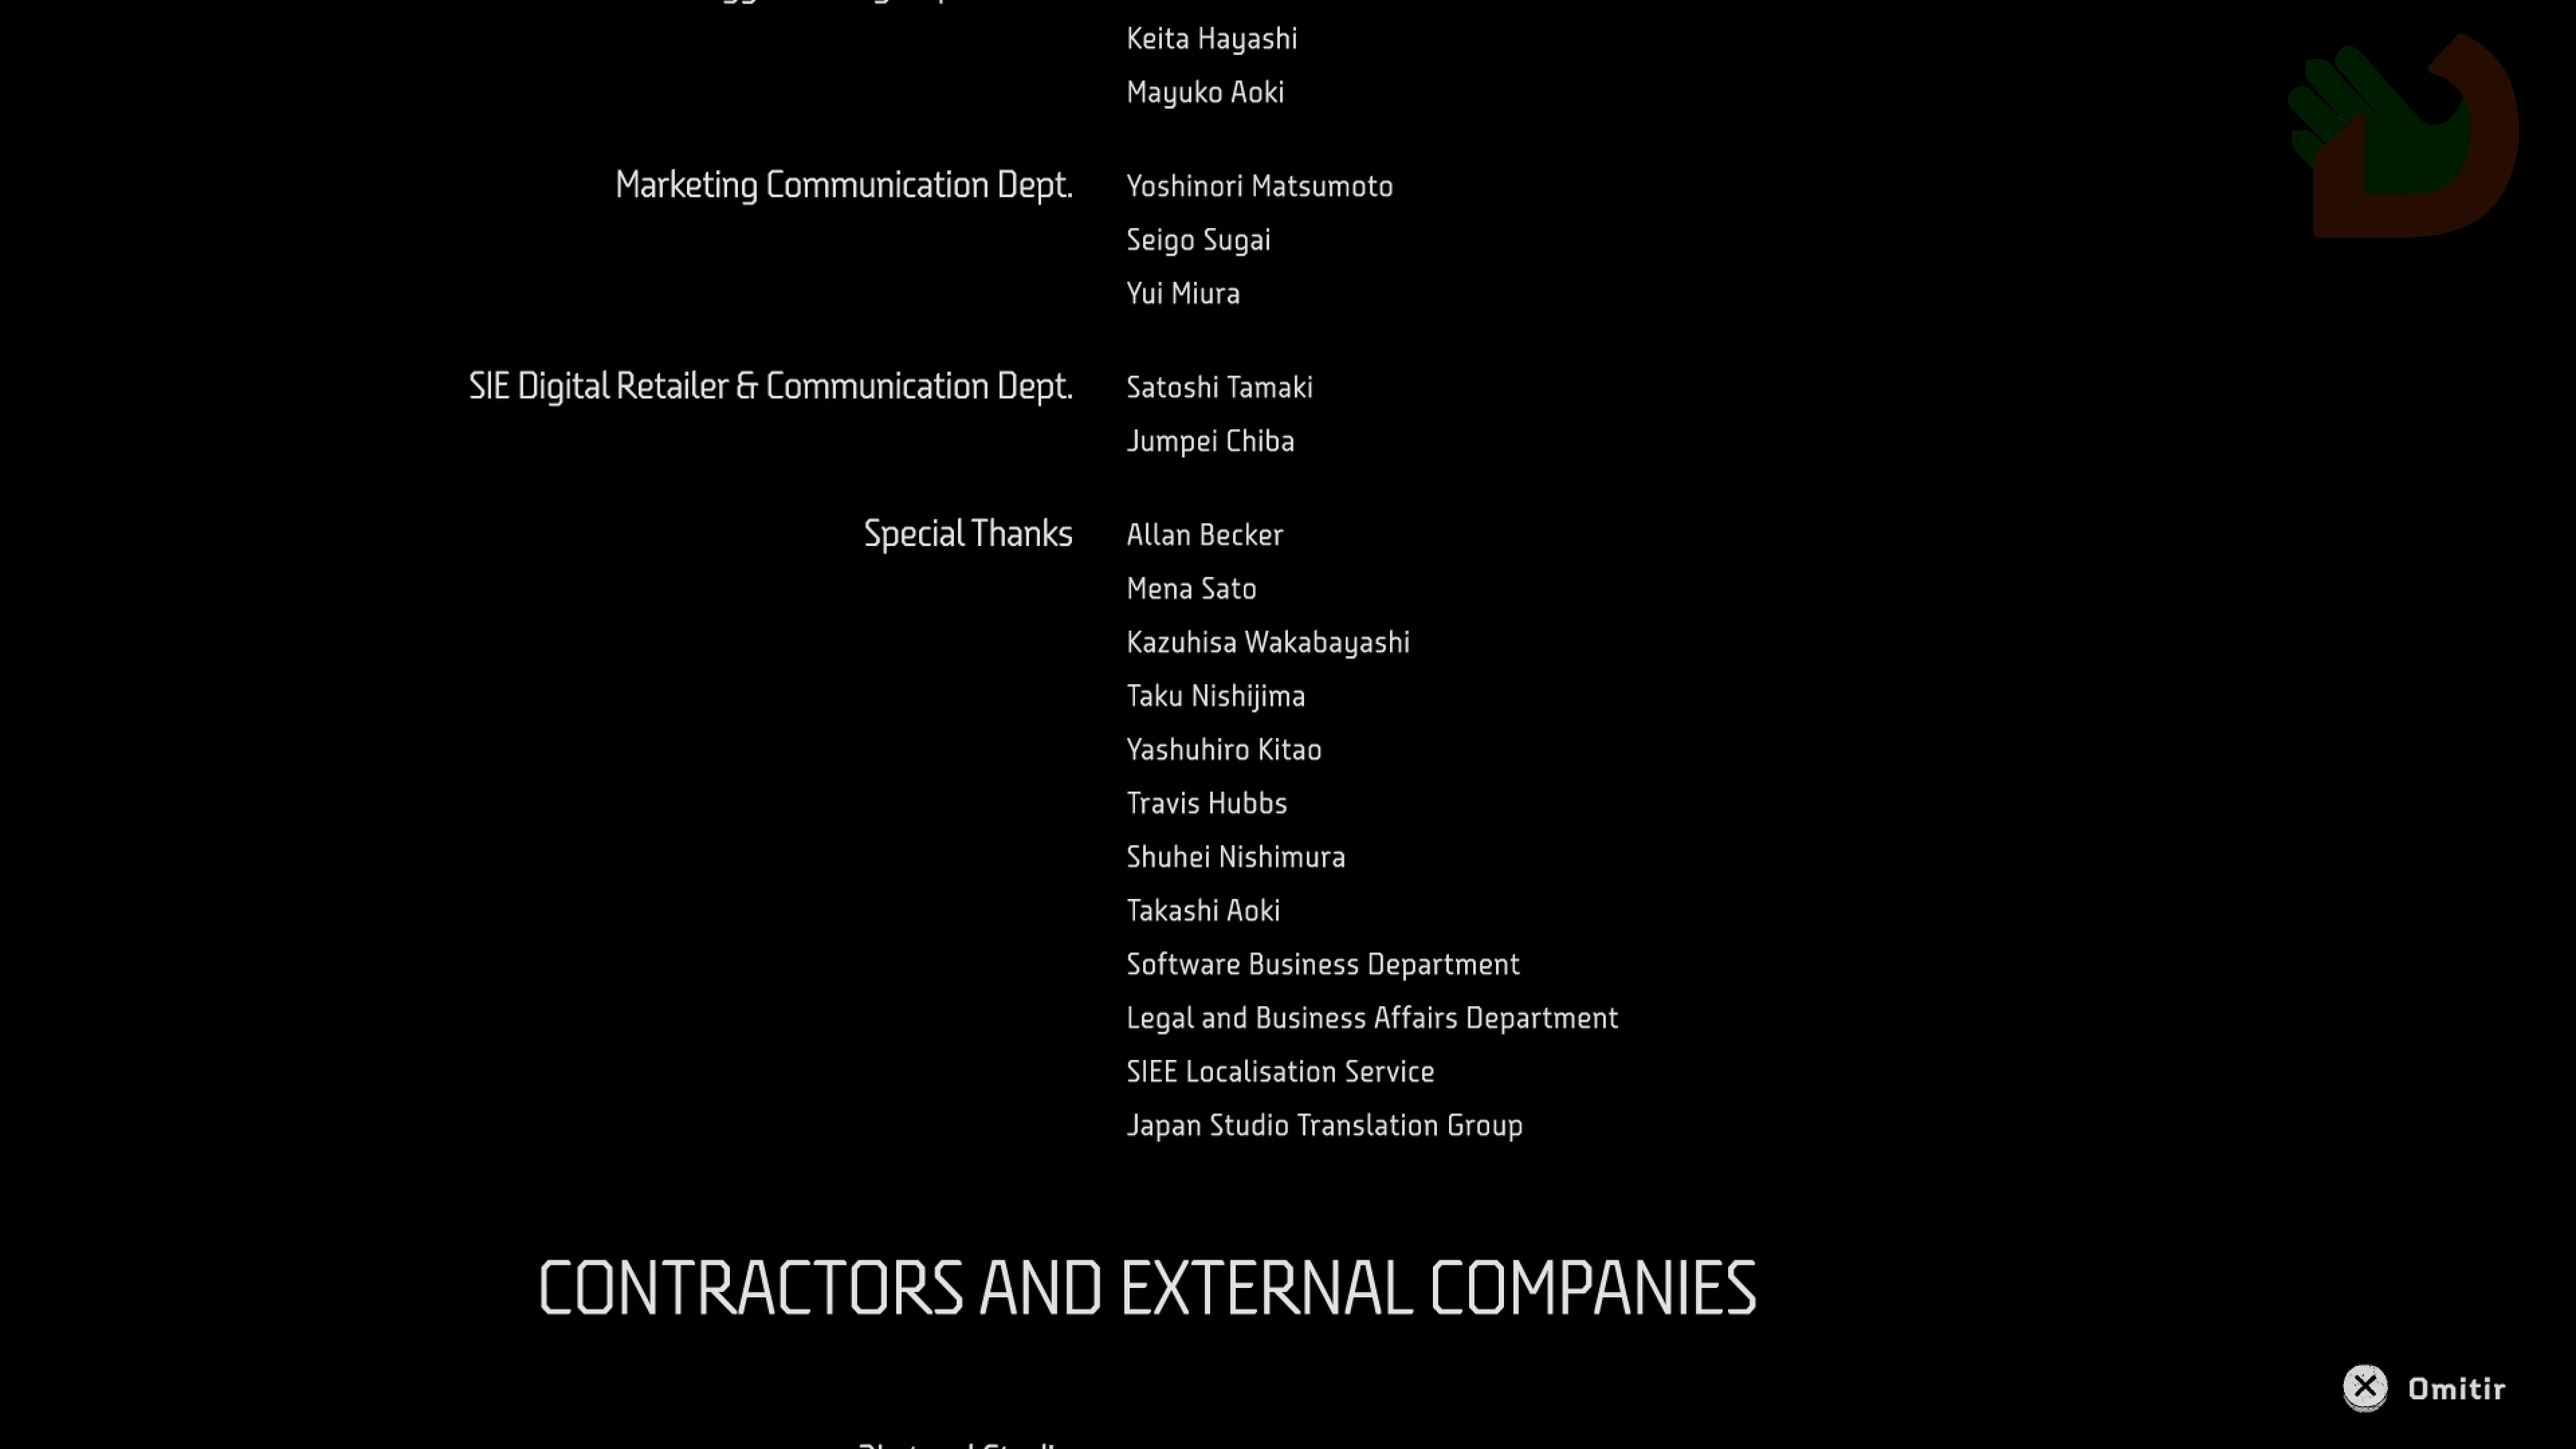 Keita Hayashi
Mayuko Aoki
Marketing Communication Dept. Yoshinori Matsumoto
Seigo Sugai
Yui Miura
SIE Digital Retailer & Communication Dept. Satoshi Tamaki
Jumpei Chiba
Special Thanks Allan Becker
Mena Sato
Kazuhisa Wakabayashi
Taku Nishijima
Yashuhiro Kitao
Travis Hubbs
Shuhei Nishimura
Takashi Aoki
Software Business Department
Legal and Business Affairs Department
SIEE Localisation Service
Japan Studio Translation Group
CONTRACTORS AND EXTERNAL COMPANIES
Omitir